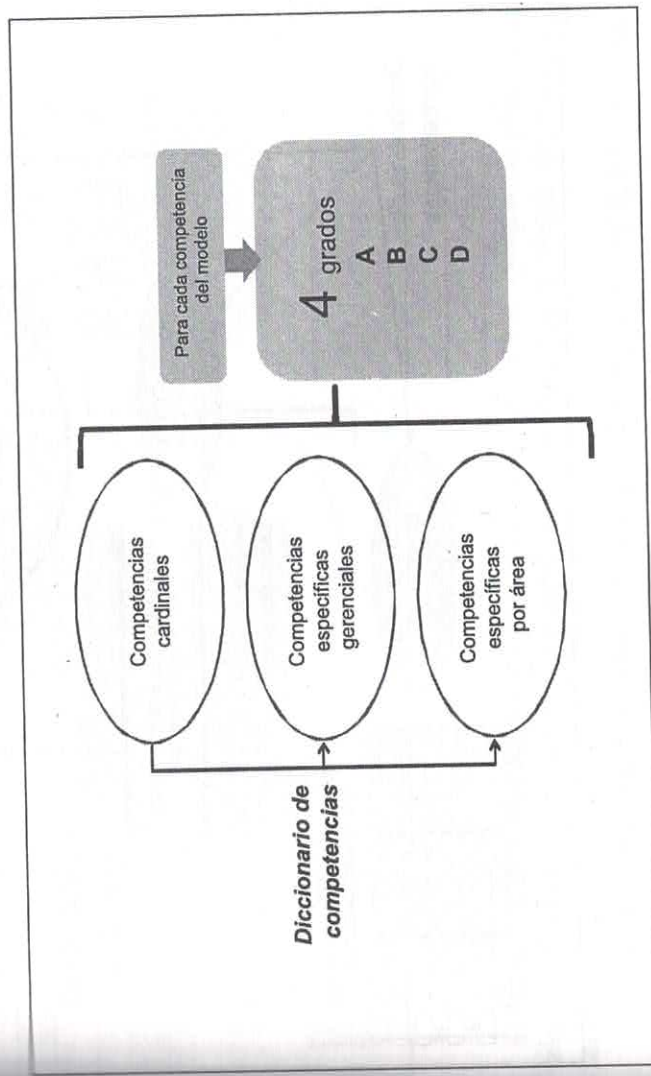 Diccionario de
competencias
Competencias
cardinales
Competencias
específicas
gerenciales
Competencias
específicas
por área
Para cada competencia
del modelo
4 grados
A
B
C
D